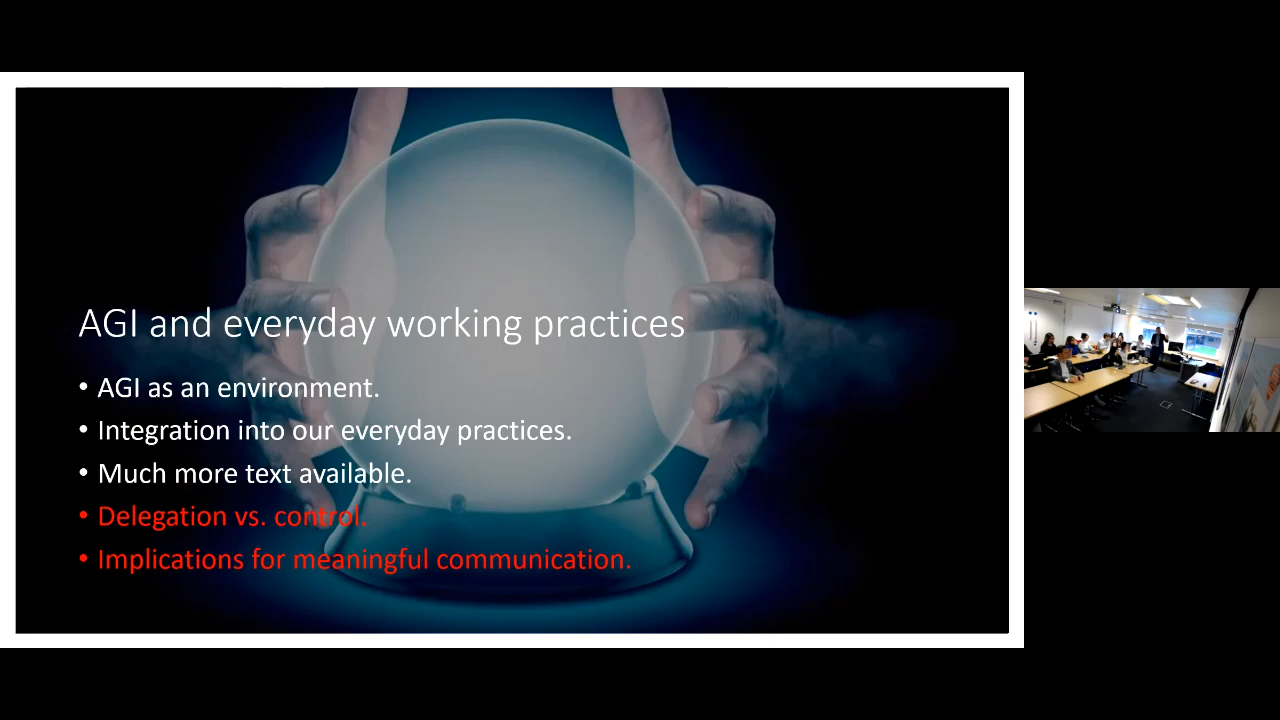 AGI and everyday working practices
• AGI as an environment.
• Integration into our everyday practices.
• Much more text available.
• Delegation vs. control.
• Implications for meaningful communication.